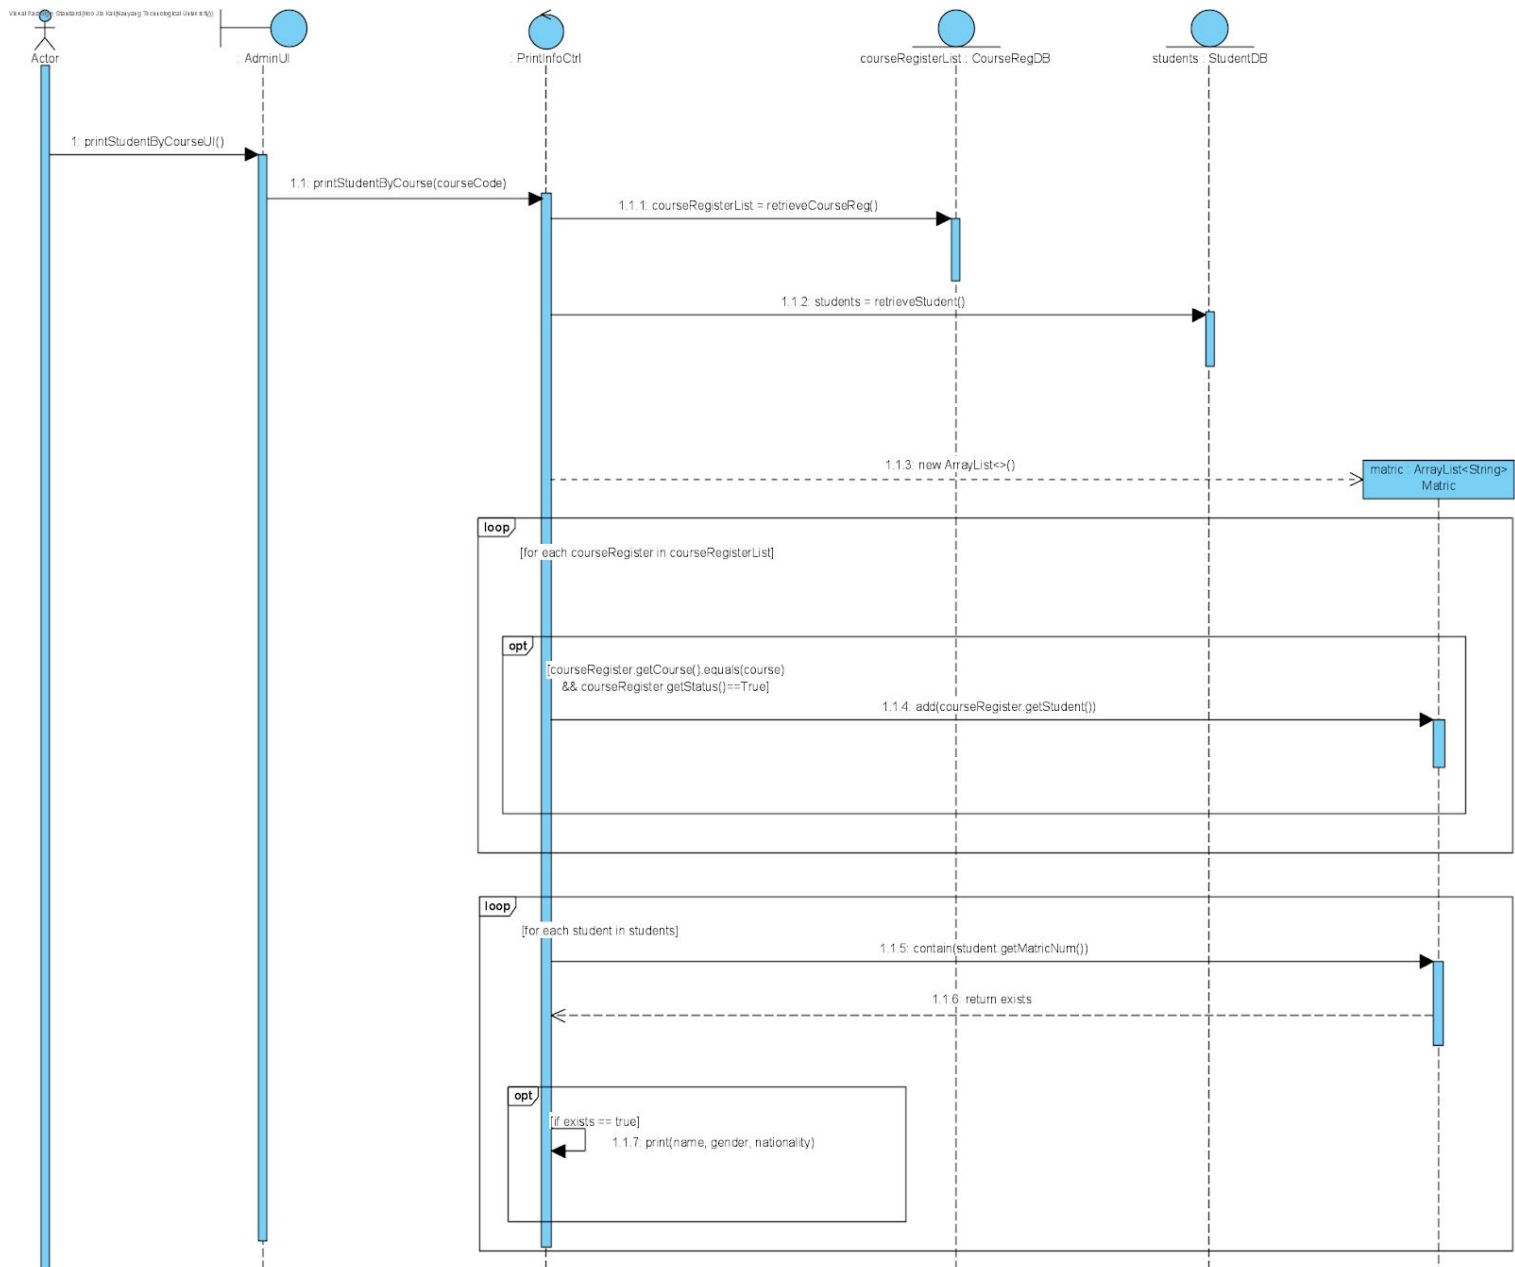 Actor
: AdminUI
: PrintInfoCtrl
courseRegisterList : CourseRegDB
students : StudentDB
1: printStudentByCourseUI()
1.1: printStudentByCourse(courseCode)
1.1.1: courseRegisterList = retrieveCourseReg()
1.1.2: students = retrieveStudent()
1.1.3: new ArrayList<>()
matric : ArrayList<String>
Matric
loop
[for each courseRegister in courseRegisterList]
opt
[courseRegister.getCourse().equals(course)
&& courseRegister.getStatus()==True]
1.1.4: add(courseRegister.getStudent())
loop
[for each student in students]
1.1.5: contain(student.getMatricNum())
1.1.6: return exists
opt
[if exists == true]
1.1.7: print(name, gender, nationality)